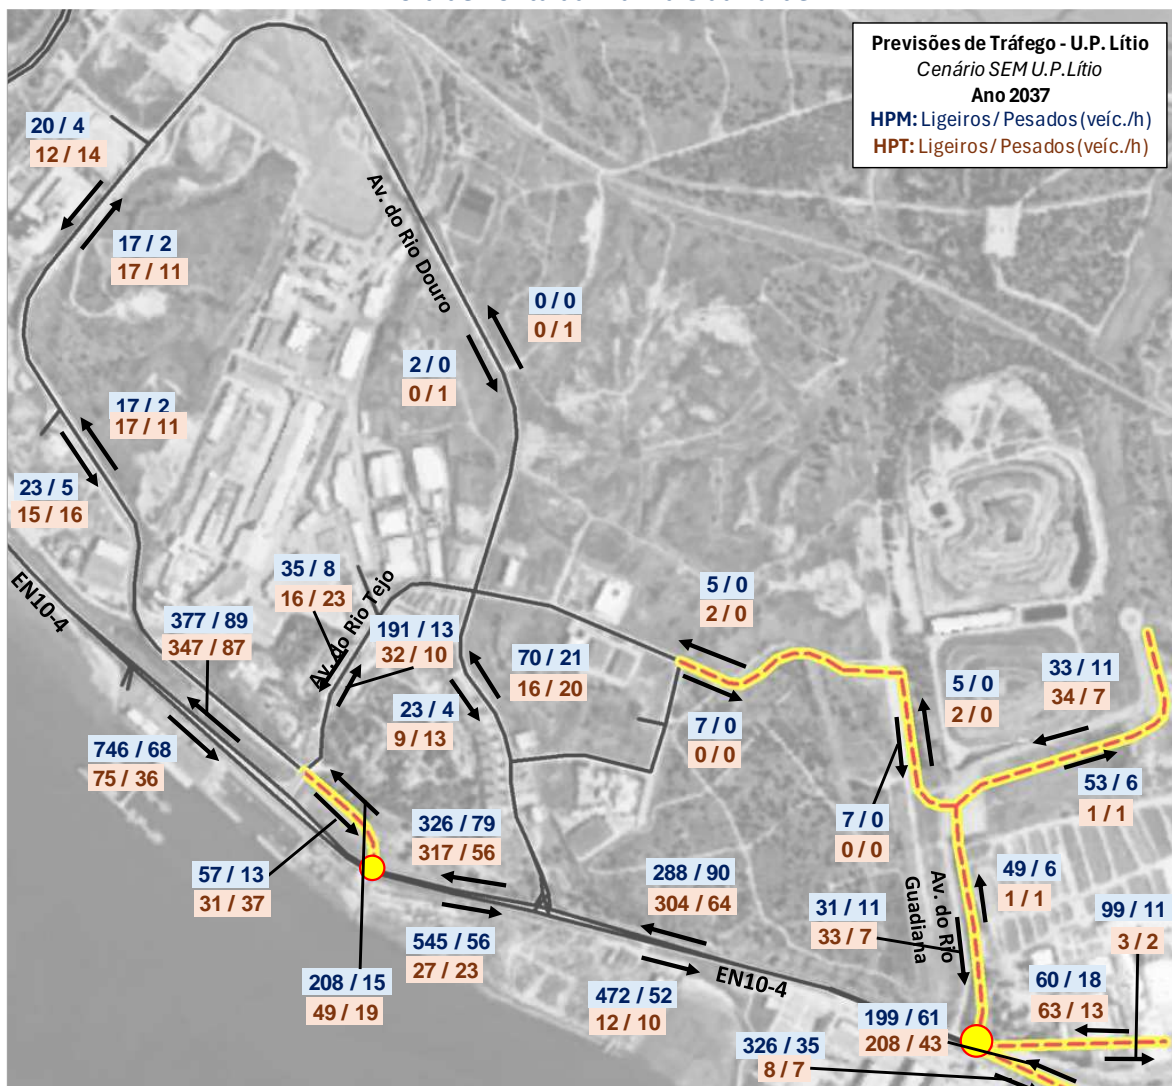 Previsões de Tráfego - U.P. Lítio
Cenário SEM U.P.Lítio
Ano 2037
HPM: Ligeiros / Pesados (veíc./h)
HPT: Ligeiros / Pesados (veíc./h)
20 / 4
12 / 14
17 / 2
17 / 11
Av. do Rio Douro
0 / 0
0 / 1
2 / 0
0 / 1
17 / 2
17 / 11
23 / 5
15 / 16
EN10-4
35 / 8
16 / 23
Av. do Rio Tejo
377 / 89
347 / 87
191 / 13
32 / 10
5 / 0
2 / 0
70 / 21
16 / 20
33 / 11
34 / 7
5 / 0
2 / 0
23 / 4
9 / 13
7 / 0
0 / 0
746 / 68
75 / 36
53 / 6
1 / 1
7 / 0
0 / 0
326 / 79
317 / 56
57 / 13
31 / 37
288 / 90
304 / 64
49 / 6
1 / 1
31 / 11
33 / 7
Av. do Rio
Guadiana
99 / 11
3 / 2
545 / 56
27 / 23
208 / 15
49 / 19
472 / 52
12 / 10
EN10-4
60 / 18
63 / 13
199 / 61
208 / 43
326 / 35
8 / 7